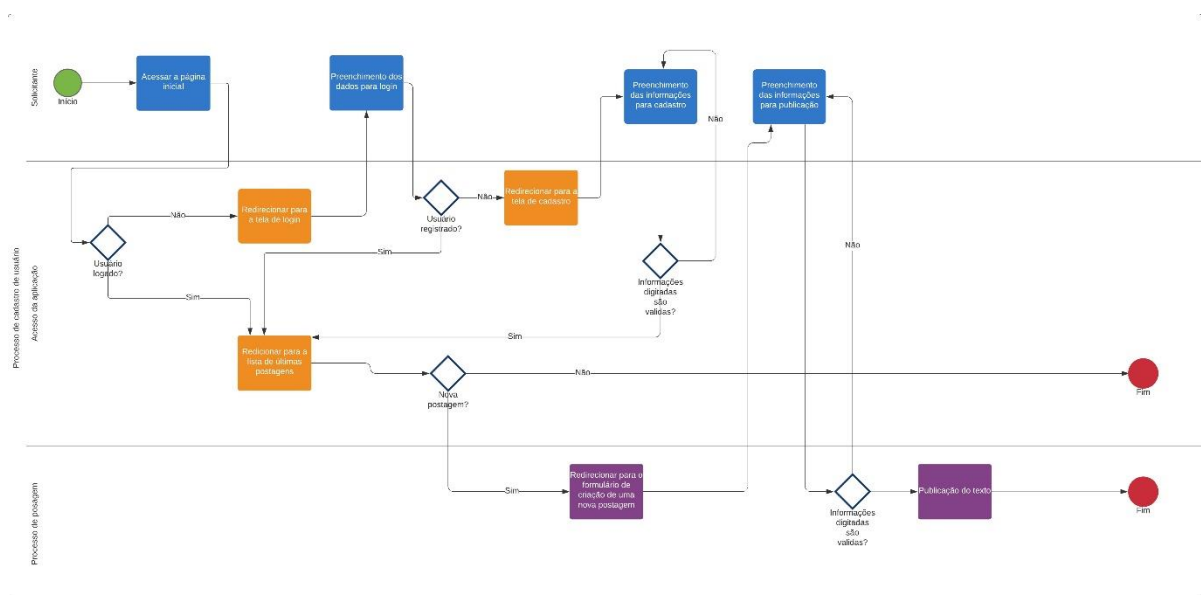 Solicitante
Início
Acessar a página
inicial
Preenchimento dos
dados para login
Preenchimento
das informações
para cadastro
Preenchimento
das informações
para publicação
Não
Processo de cadastro de usuário
Acesso da aplicação
Usuário
logado?
Não
Redirecionar para
a tela de login
Usuário
registrado?
Não
Redirecionar para a
tela de cadastro
Sim
Sim
Informações
digitadas
são
validas?
Sim
Não
Redicionar para a
lista de últimas
postagens
Nova
postagem?
Não
Fim
Processo de posagem
Sim
Redirecionar para o
formulário de
criação de uma
nova postagem
Informações
digitadas
são
validas?
Publicação do texto
Fim